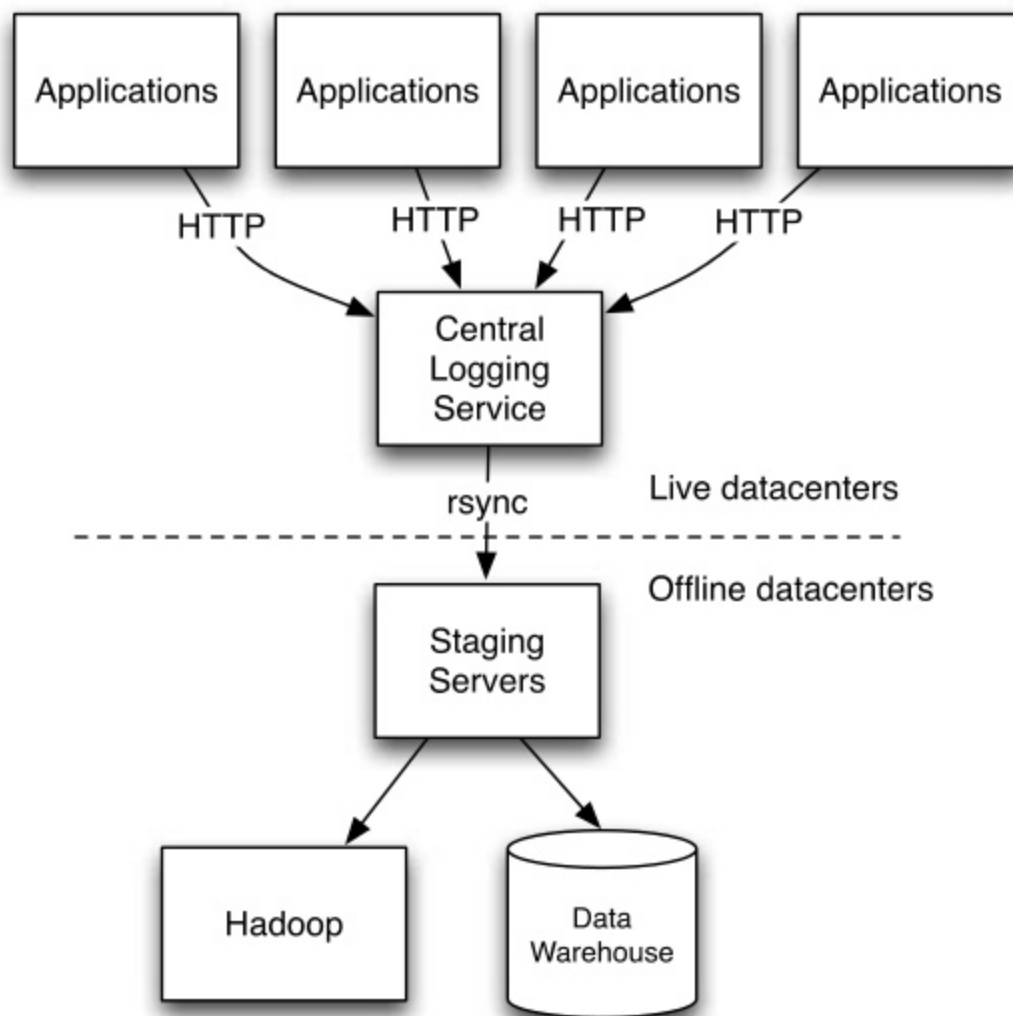 Applications
Applications
Applications
Applications
HTTP
HTTP
HTTP
HTTP
Central
Logging
Service
rsync
Live datacenters
Offline datacenters
Staging
Servers
Hadoop
Data
Warehouse